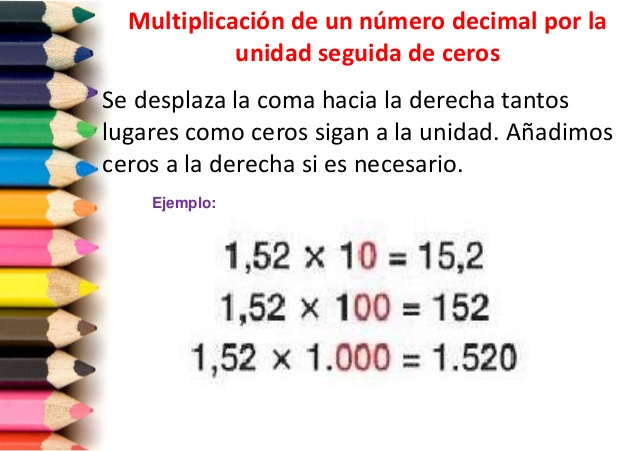 Multiplicación de un número decimal por la
unidad seguida de ceros
Se desplaza la coma hacia la derecha tantos
lugares como ceros sigan a la unidad. Añadimos
ceros a la derecha si es necesario.
Ejemplo:
1,52 × 10 = 15,2
1,52 × 100 = 152
1,52 × 1.000 = 1.520